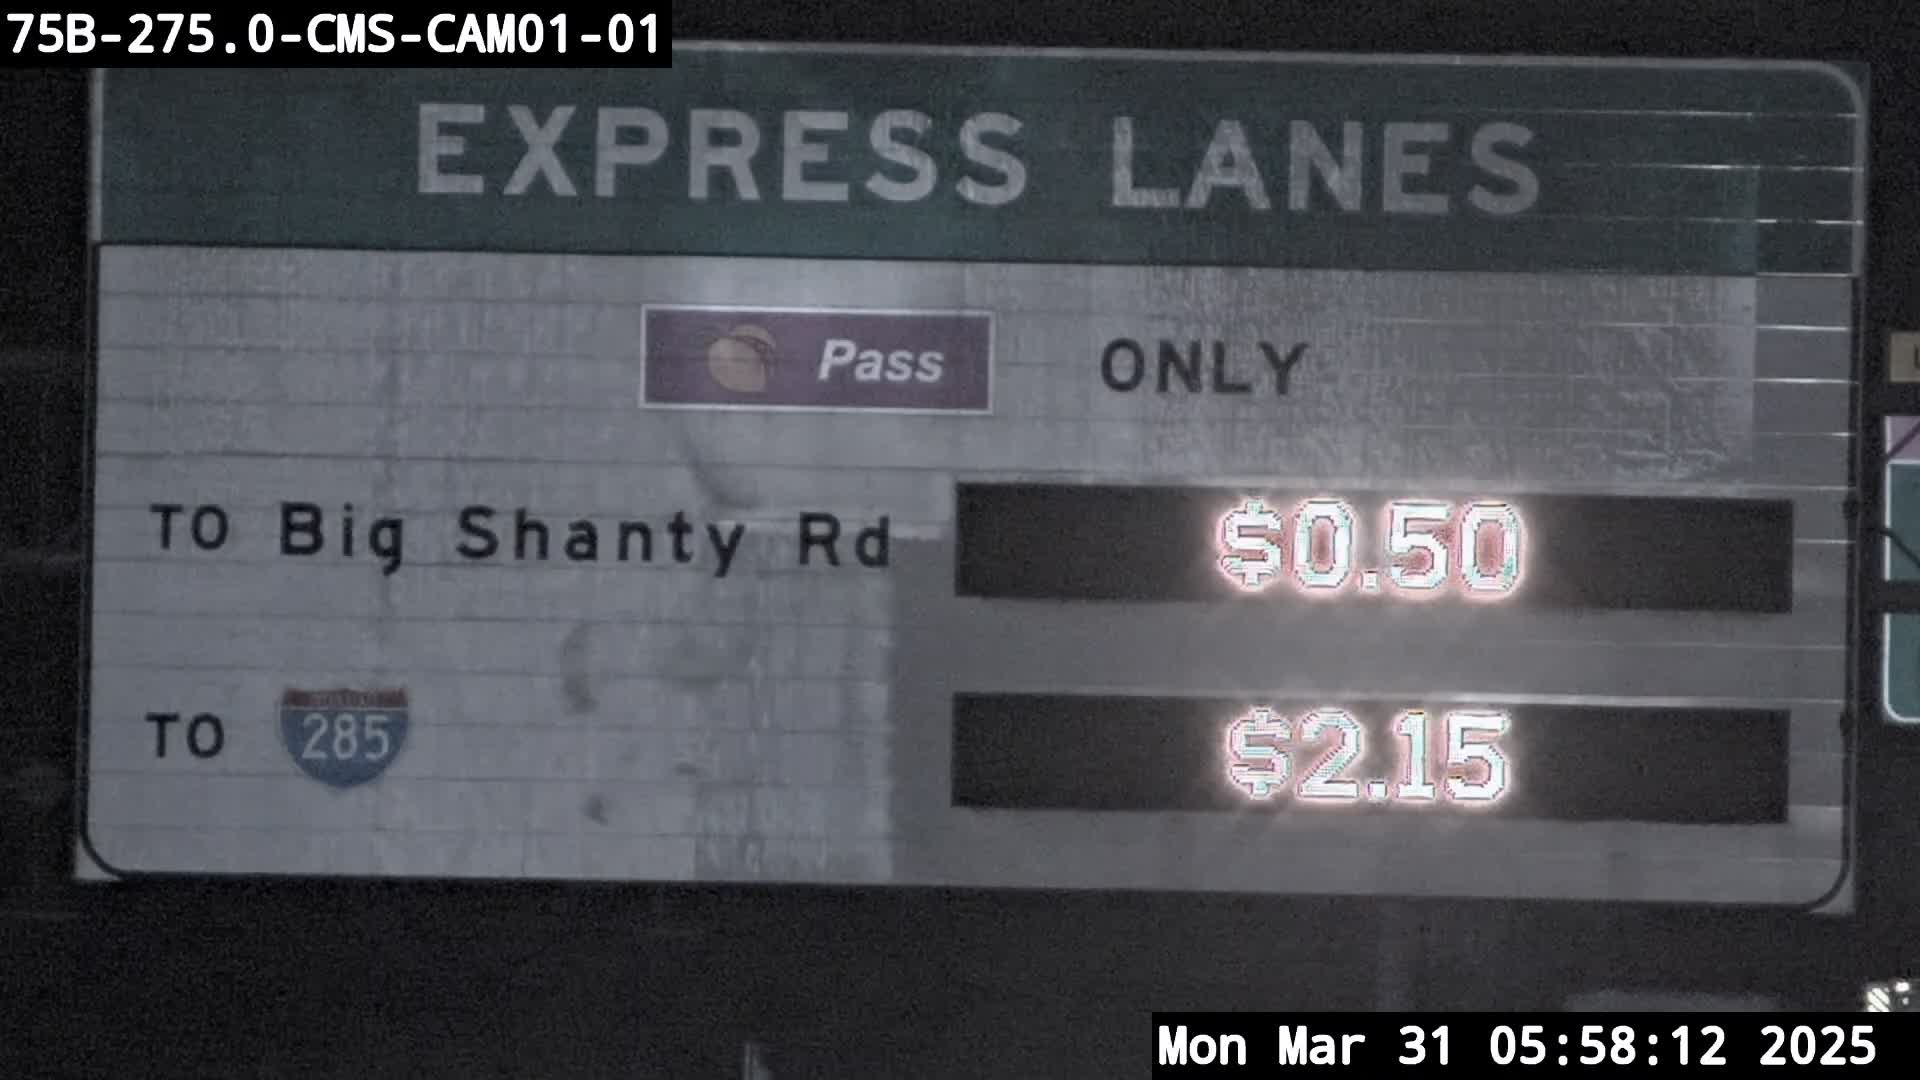 75B-275.0-CMS-CAM01-01
EXPRESS LANES
Pass ONLY
TO Big Shanty Rd $0.50
TO 285 $2.15
Mon Mar 31 05:58:12 2025